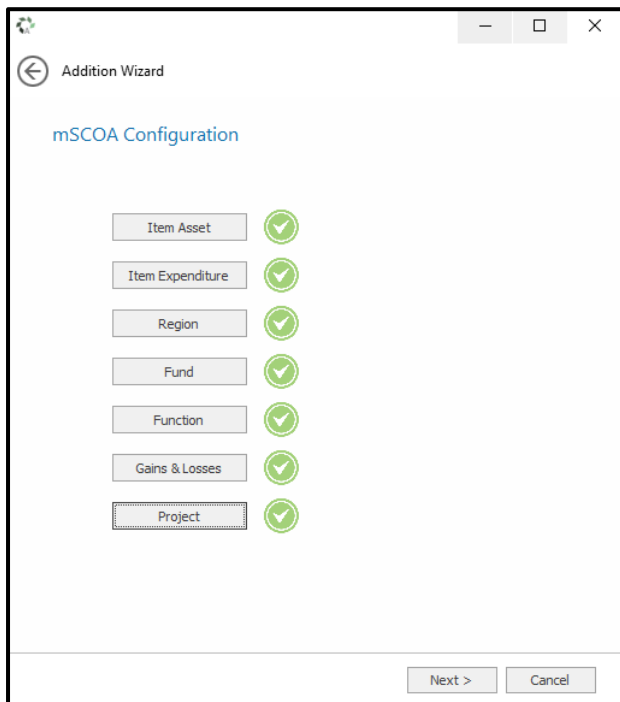 Addition Wizard
mSCOA Configuration
Item Asset
Item Expenditure
Region
Fund
Function
Gains & Losses
Project
Next > Cancel